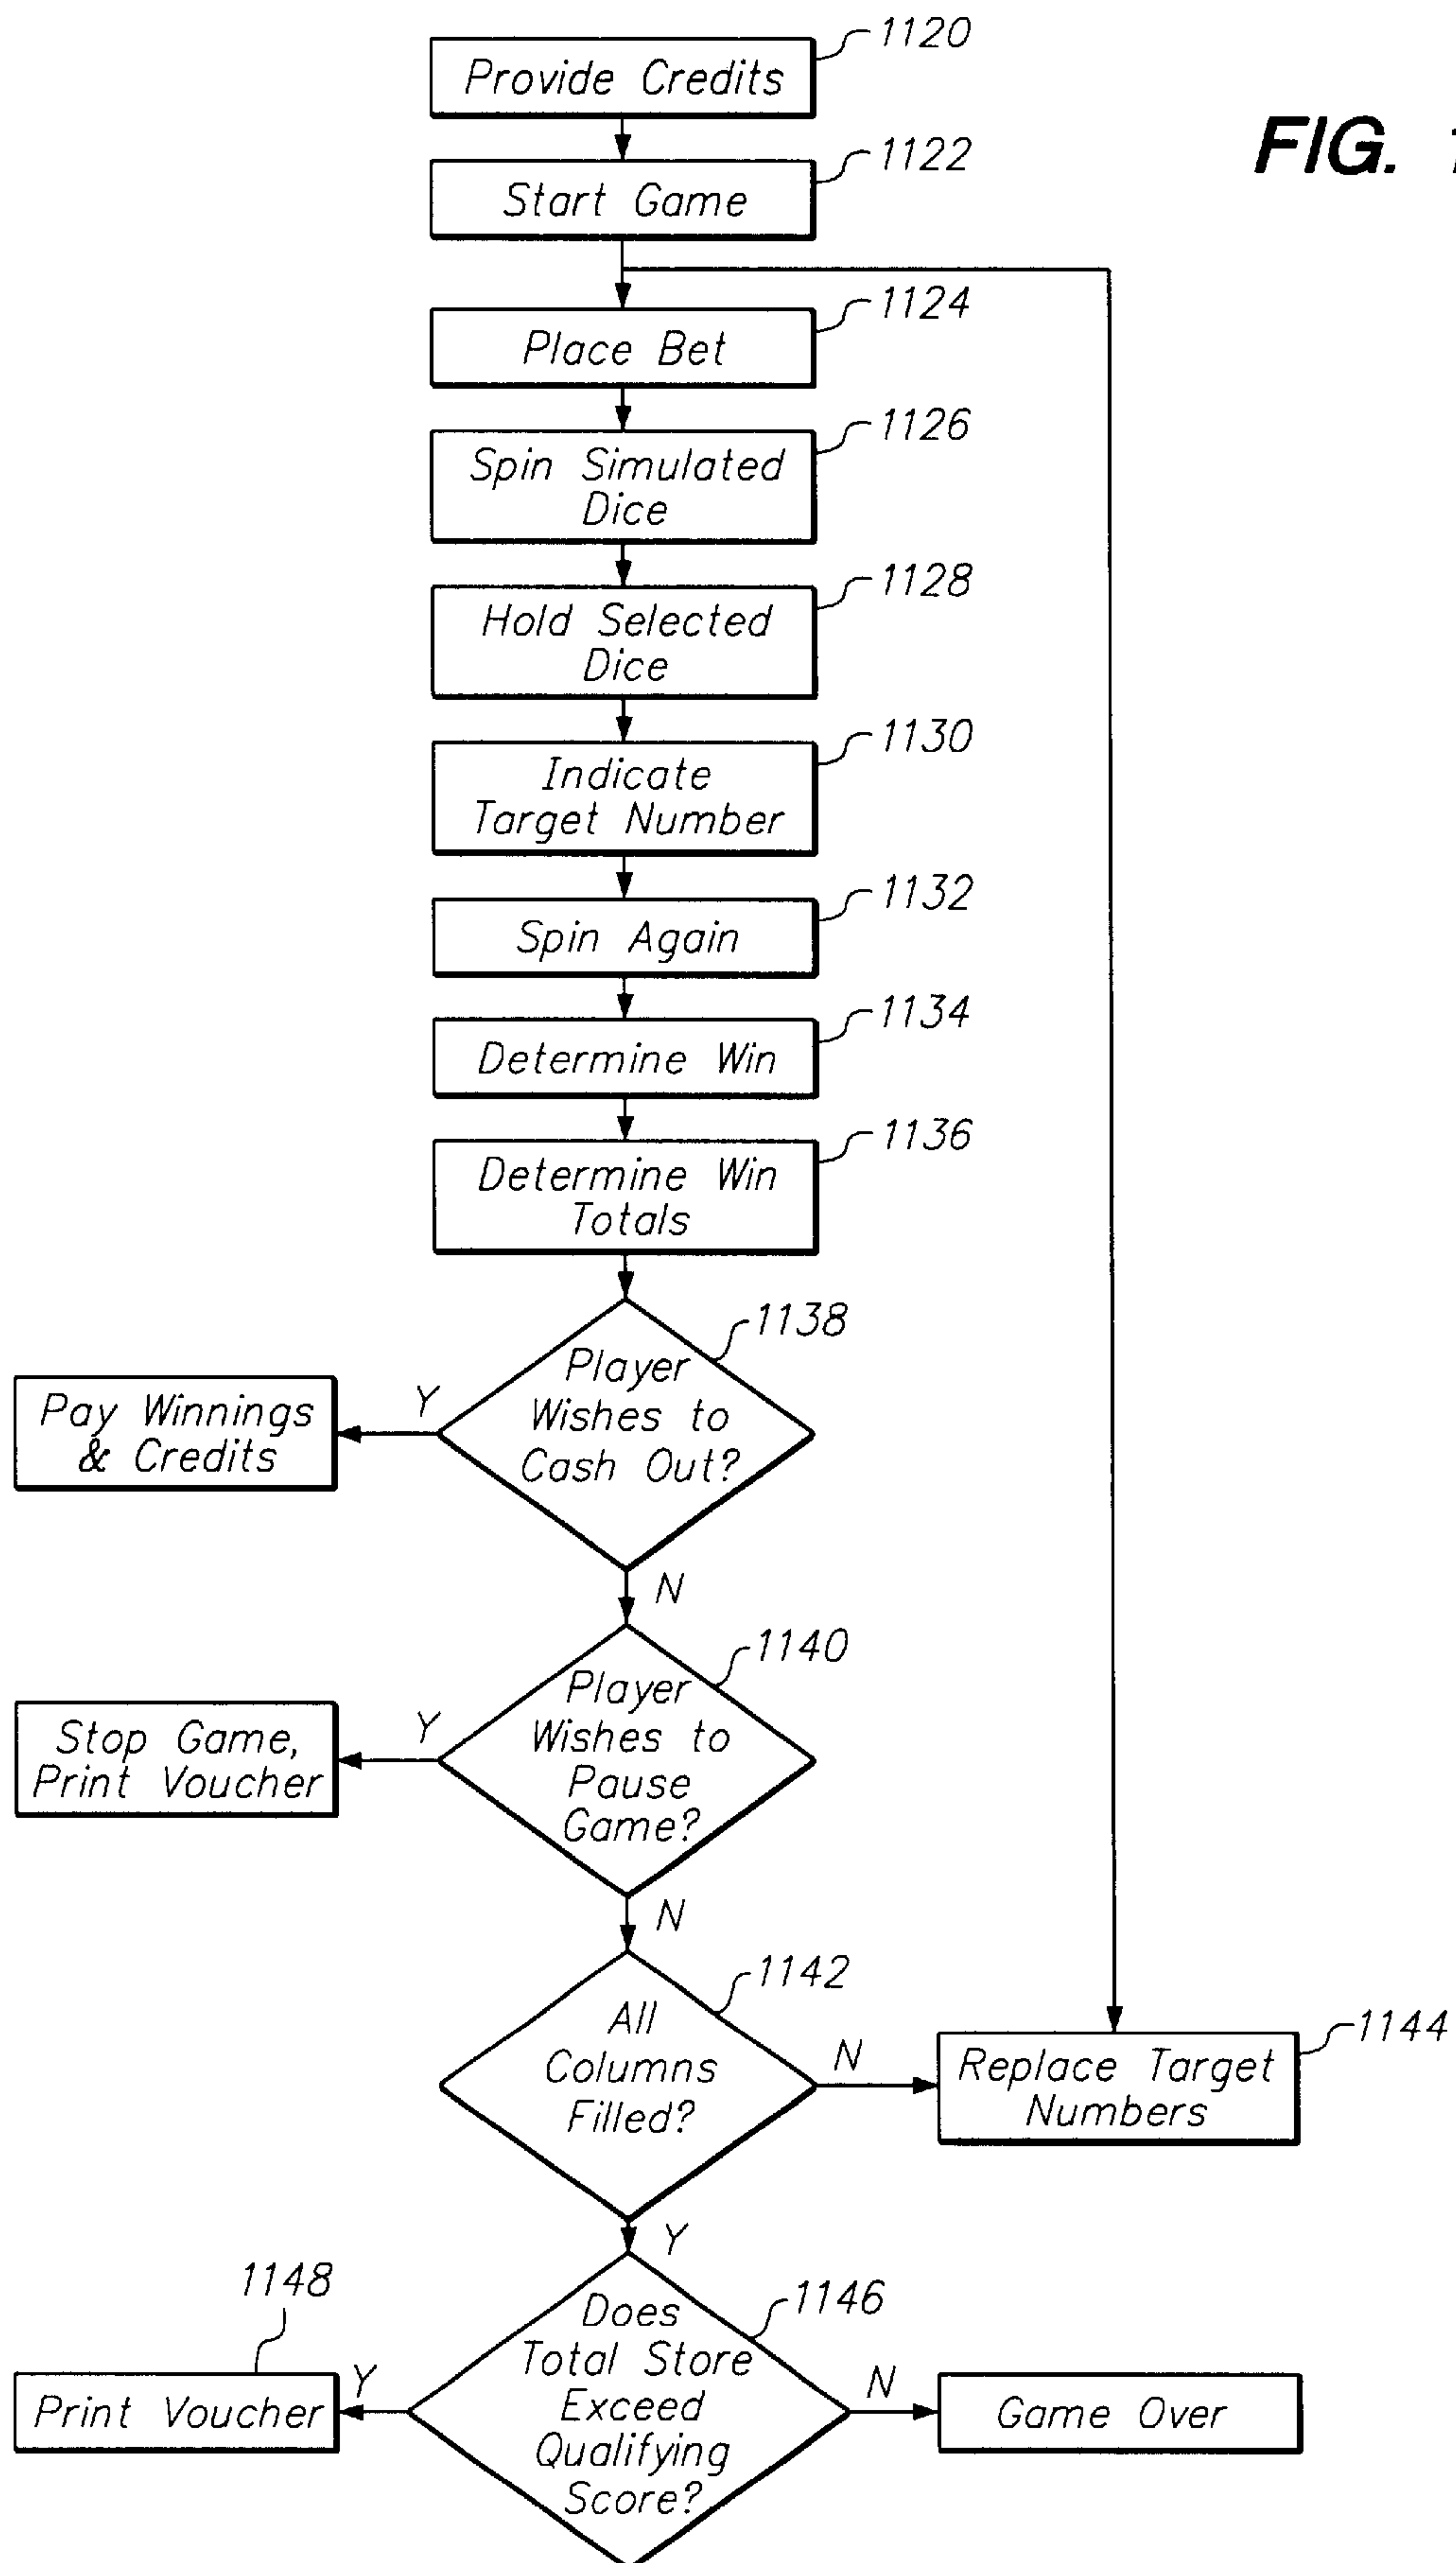 1120
Provide Credits
FIG. 1
1122
Start Game
1124
Place Bet
1126
Spin Simulated
Dice
1128
Hold Selected
Dice
1130
Indicate
Target Number
1132
Spin Again
1134
Determine Win
1136
Determine Win
Totals
1138
Player
Wishes to
Cash Out?
Y
Pay Winnings
& Credits
N
1140
Player
Wishes to
Pause
Game?
Y
Stop Game,
Print Voucher
N
1142
All
Columns
Filled?
N
1144
Replace Target
Numbers
Y
1148
1146
Does
Total Store
Exceed
Qualifying
Score?
Y
Print Voucher
N
Game Over